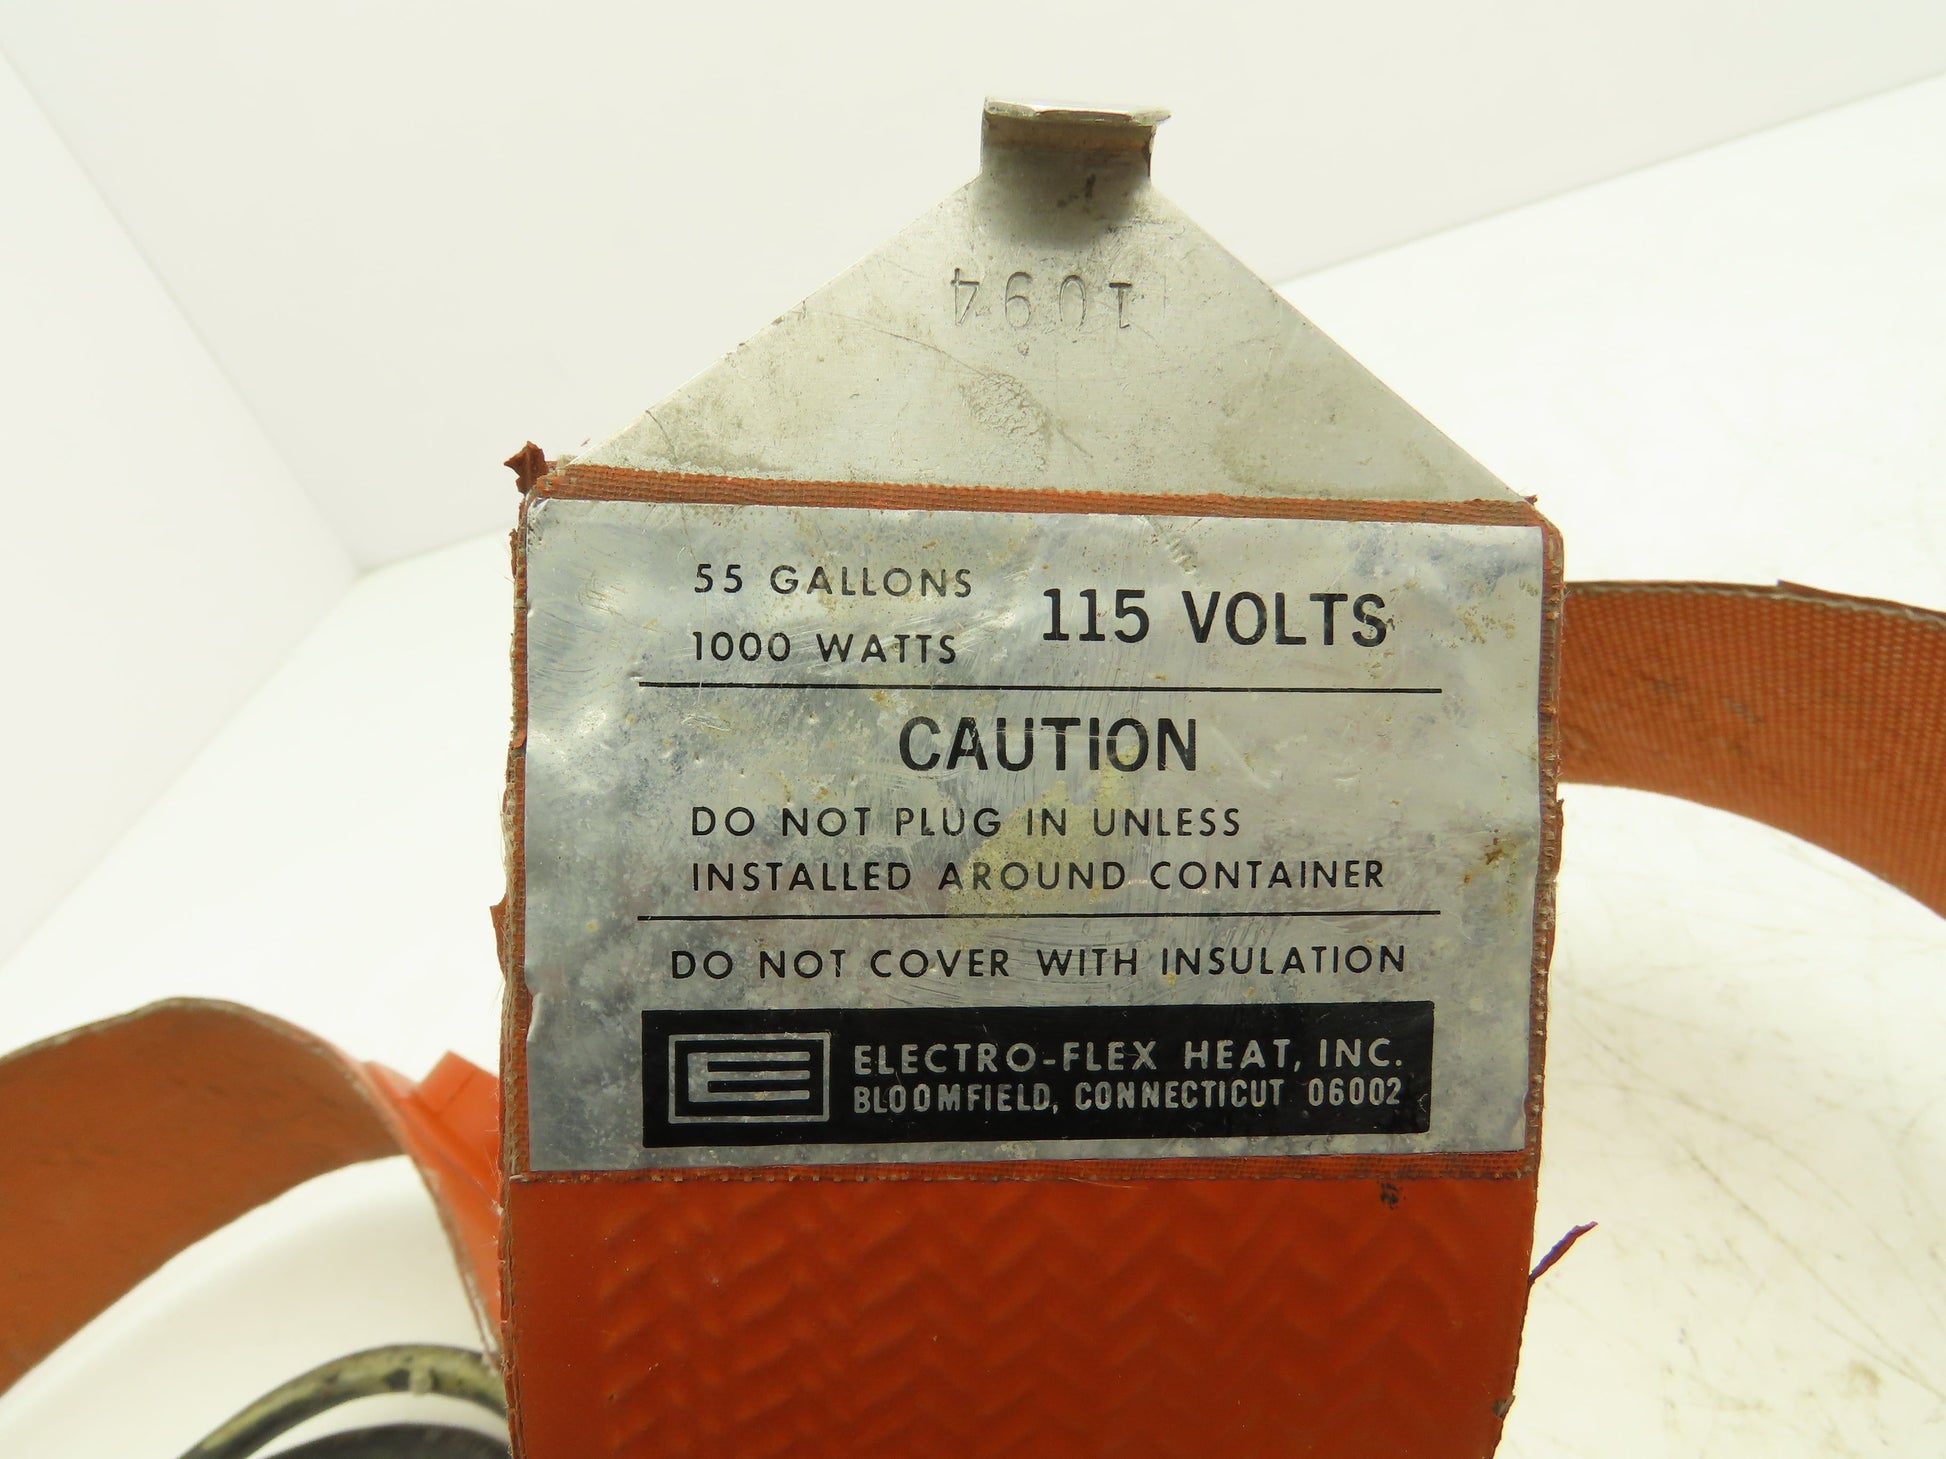 1094
55 GALLONS
1000 WATTS
115 VOLTS
CAUTION
DO NOT PLUG IN UNLESS
INSTALLED AROUND CONTAINER
DO NOT COVER WITH INSULATION
ELECTRO-FLEX HEAT, INC.
BLOOMFIELD, CONNECTICUT 06002